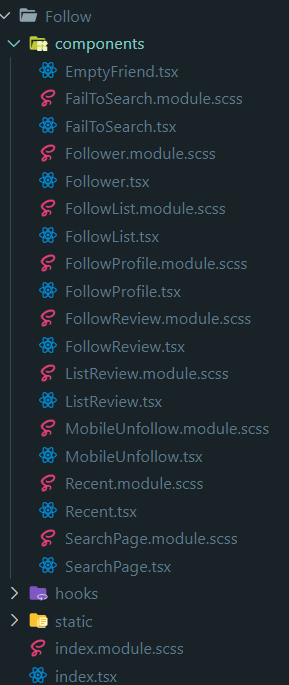 Follow
components
EmptyFriend.tsx
FailToSearch.module.scss
FailToSearch.tsx
Follower.module.scss
Follower.tsx
FollowList.module.scss
FollowList.tsx
FollowProfile.module.scss
FollowProfile.tsx
FollowReview.module.scss
FollowReview.tsx
ListReview.module.scss
ListReview.tsx
MobileUnfollow.module.scss
MobileUnfollow.tsx
Recent.module.scss
Recent.tsx
SearchPage.module.scss
SearchPage.tsx
hooks
static
index.module.scss
index.tsx